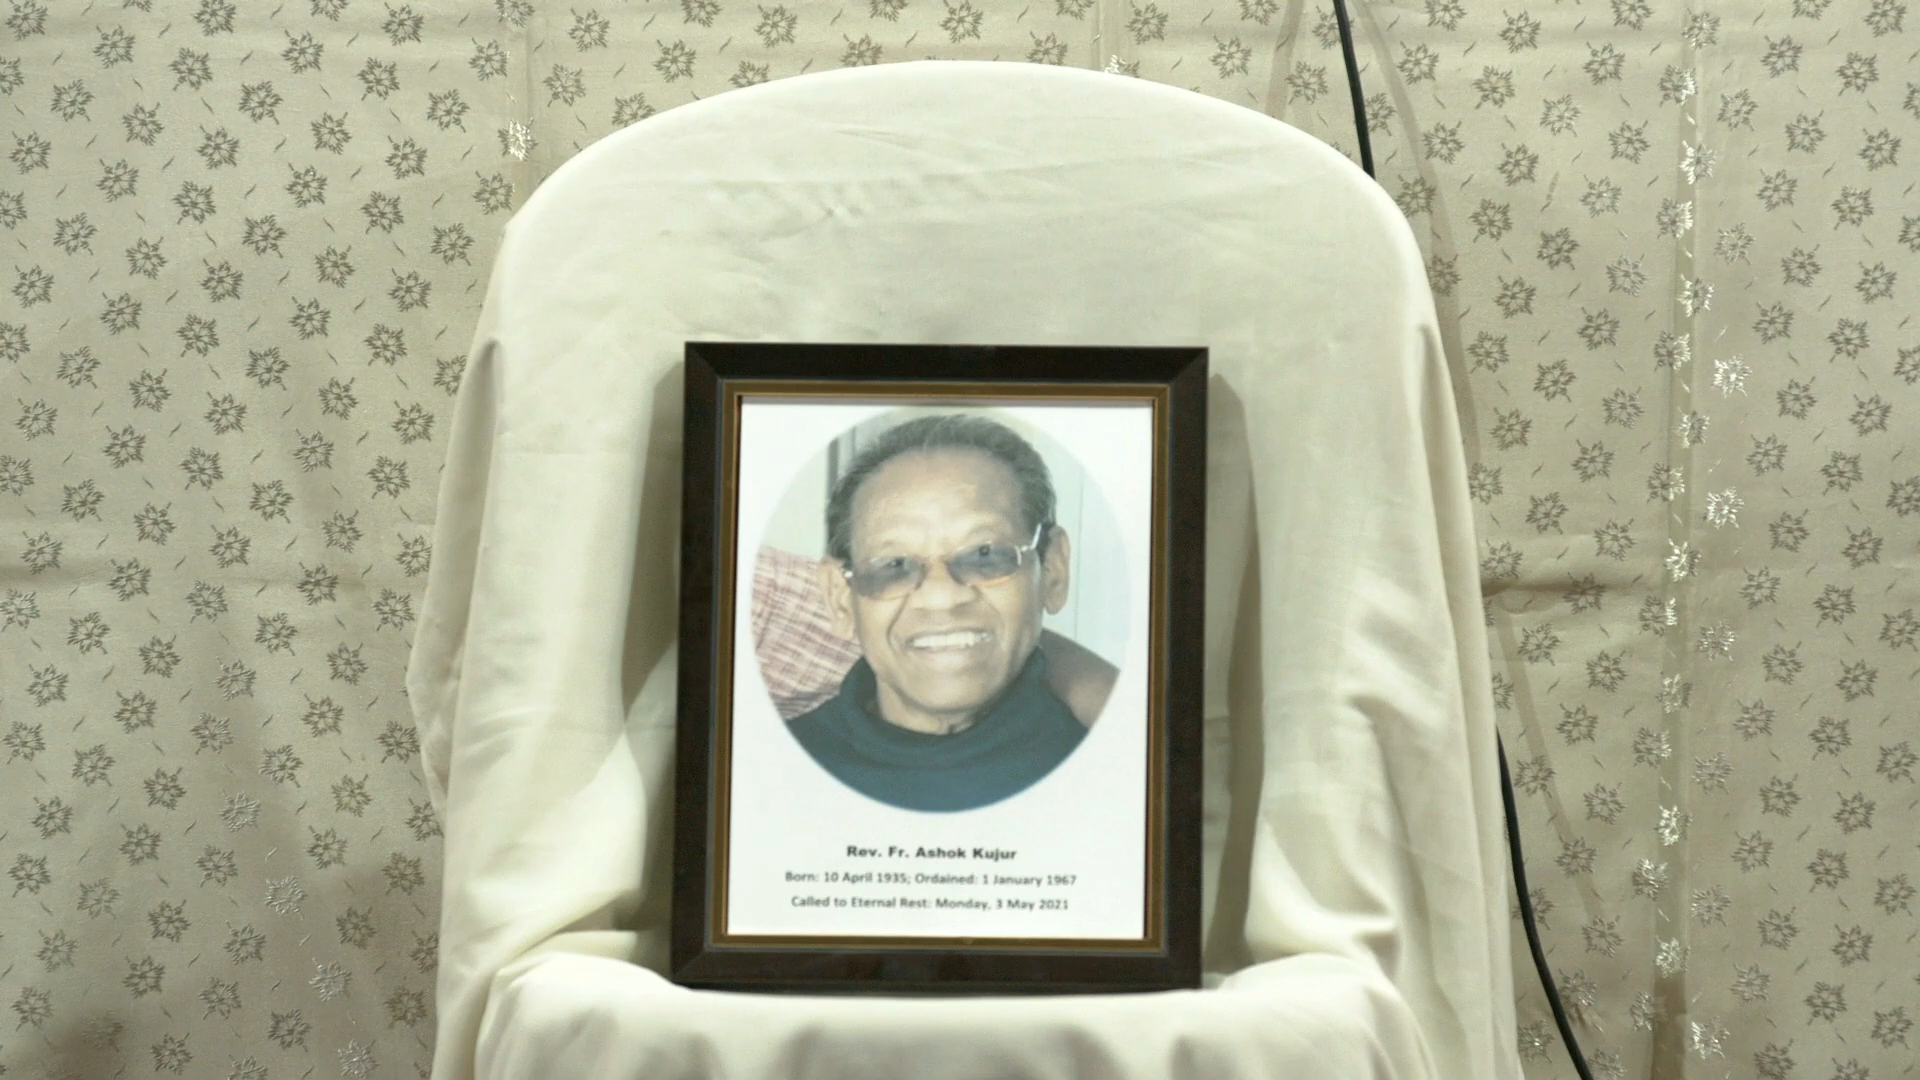 Rev. Fr. Ashok Kujur
Born: 10 April 1935; Ordained: 1 January 1967
Called to Eternal Rest: Monday, 3 May 2021